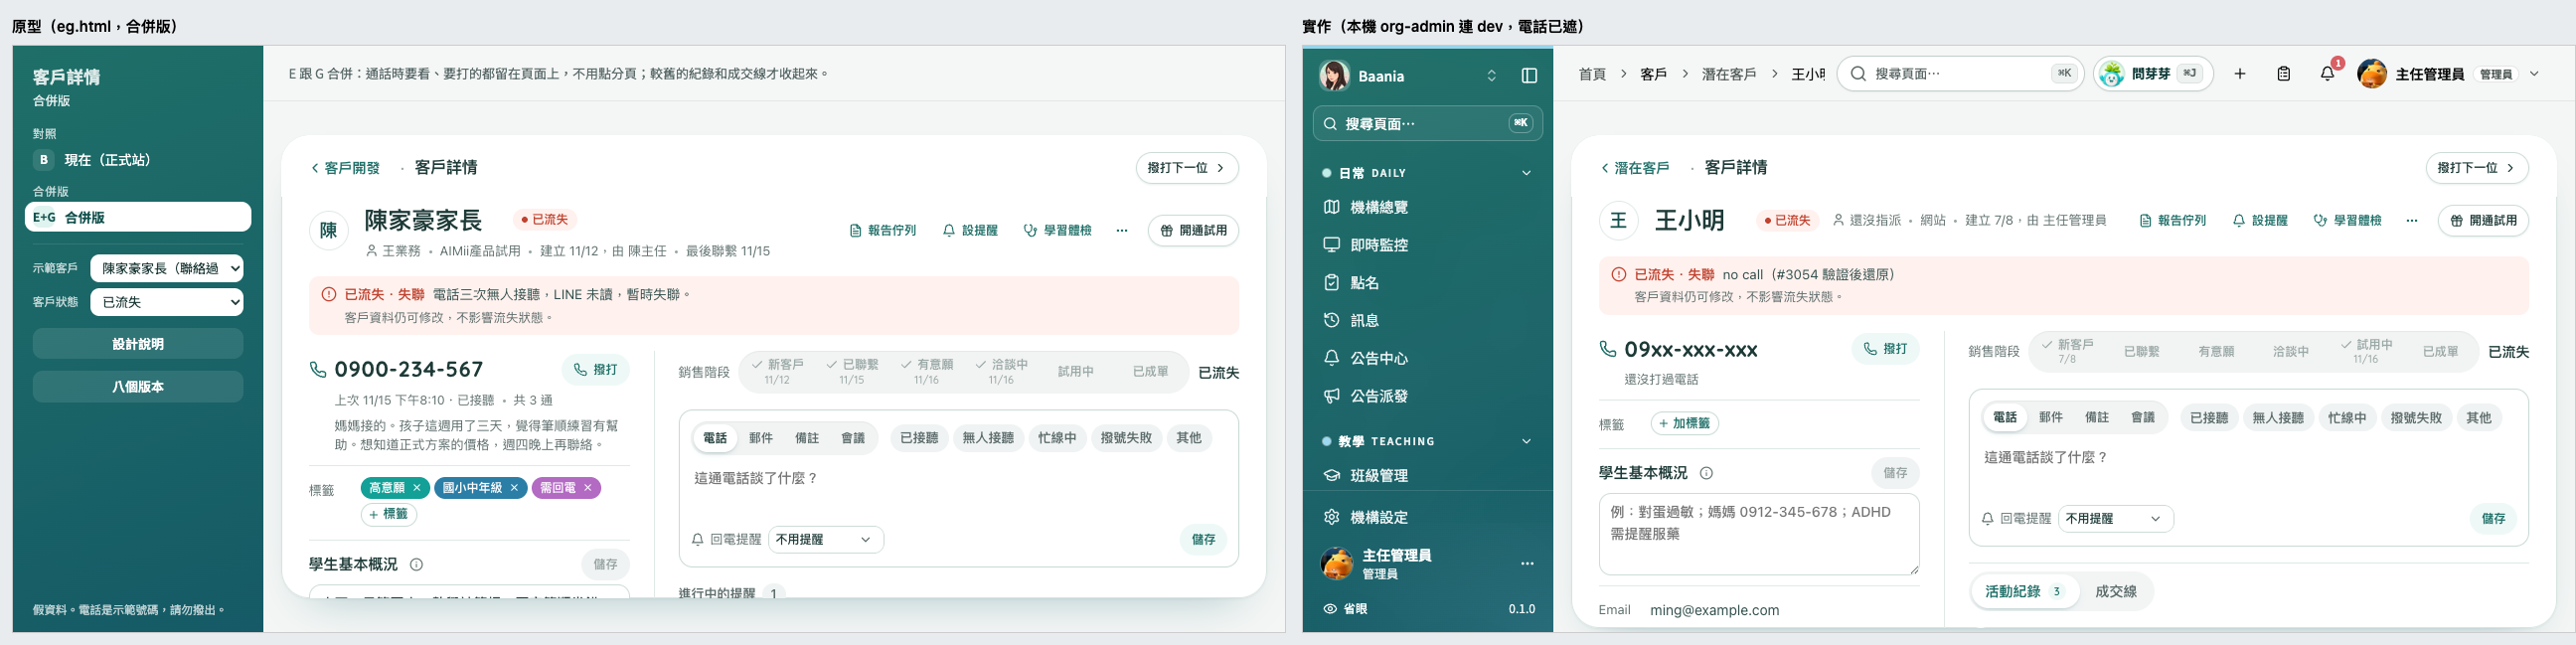 原型（eg.html，合併版）
客戶詳情
合併版
對照
B 現在（正式站）
合併版
E+G 合併版
示範客戶 陳家豪家長（聯絡過
客戶狀態 已流失
設計說明
八個版本
假資料。電話是示範號碼，請勿撥出。
E 跟 G 合併：通話時要看、要打的都留在頁面上，不用點分頁；較舊的紀錄和成交線才收起來。
客戶開發 · 客戶詳情
撥打下一位
陳 陳家豪家長 已流失
王業務 • AIMii產品試用 • 建立 11/12，由 陳主任 • 最後聯繫 11/15
報告佇列 設提醒 學習體檢 ··· 開通試用
已流失 · 失聯 電話三次無人接聽，LINE 未讀，暫時失聯。
客戶資料仍可修改，不影響流失狀態。
0900-234-567 撥打
上次 11/15 下午8:10 · 已接聽 • 共 3 通
媽媽接的。孩子這週用了三天，覺得筆順練習有幫
助。想知道正式方案的價格，週四晚上再聯絡。
標籤 高意願 × 國小中年級 × 需回電 ×
+ 標籤
學生基本概況 儲存
銷售階段 新客戶 已聯繫 有意願 洽談中 試用中 已成單 已流失
11/12 11/15 11/16 11/16
電話 郵件 備註 會議 已接聽 無人接聽 忙線中 撥號失敗 其他
這通電話談了什麼？
回電提醒 不用提醒 儲存
進行中的提醒 1
實作（本機 org-admin 連 dev，電話已遮）
Baania
搜尋頁面… ⌘K
日常 DAILY
機構總覽
即時監控
點名
訊息
公告中心
公告派發
教學 TEACHING
班級管理
機構設定
主任管理員
管理員
省眼 0.1.0
首頁 > 客戶 > 潛在客戶 > 王小明
搜尋頁面… ⌘K
問芽芽 ⌘J
1
主任管理員 管理員
潛在客戶 · 客戶詳情
撥打下一位
王 王小明 已流失 還沒指派 • 網站 • 建立 7/8，由 主任管理員
報告佇列 設提醒 學習體檢 ··· 開通試用
已流失 · 失聯 no call（#3054 驗證後還原）
客戶資料仍可修改，不影響流失狀態。
09xx-xxx-xxx 撥打
還沒打過電話
標籤 + 加標籤
學生基本概況 儲存
例：對蛋過敏；媽媽 0912-345-678；ADHD
需提醒服藥
Email ming@example.com
銷售階段 新客戶 已聯繫 有意願 洽談中 試用中 已成單 已流失
7/8 11/16
電話 郵件 備註 會議 已接聽 無人接聽 忙線中 撥號失敗 其他
這通電話談了什麼？
回電提醒 不用提醒 儲存
活動紀錄 3 成交線